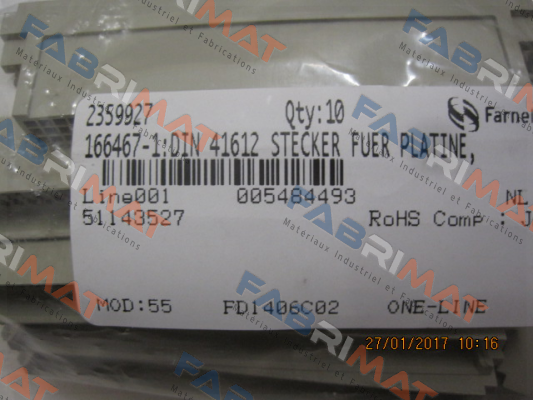 2359927 Qty:10 Farne
166467-1.DIN 41612 STECKER FUER PLATINE,
Line001 005484493 NL
51143527 RoHS Comp : J
MOD:55 FD1406C02 ONE-LINE
27/01/2017 10:16
FABRIMAT
Materiaux Industriel et Fabrications